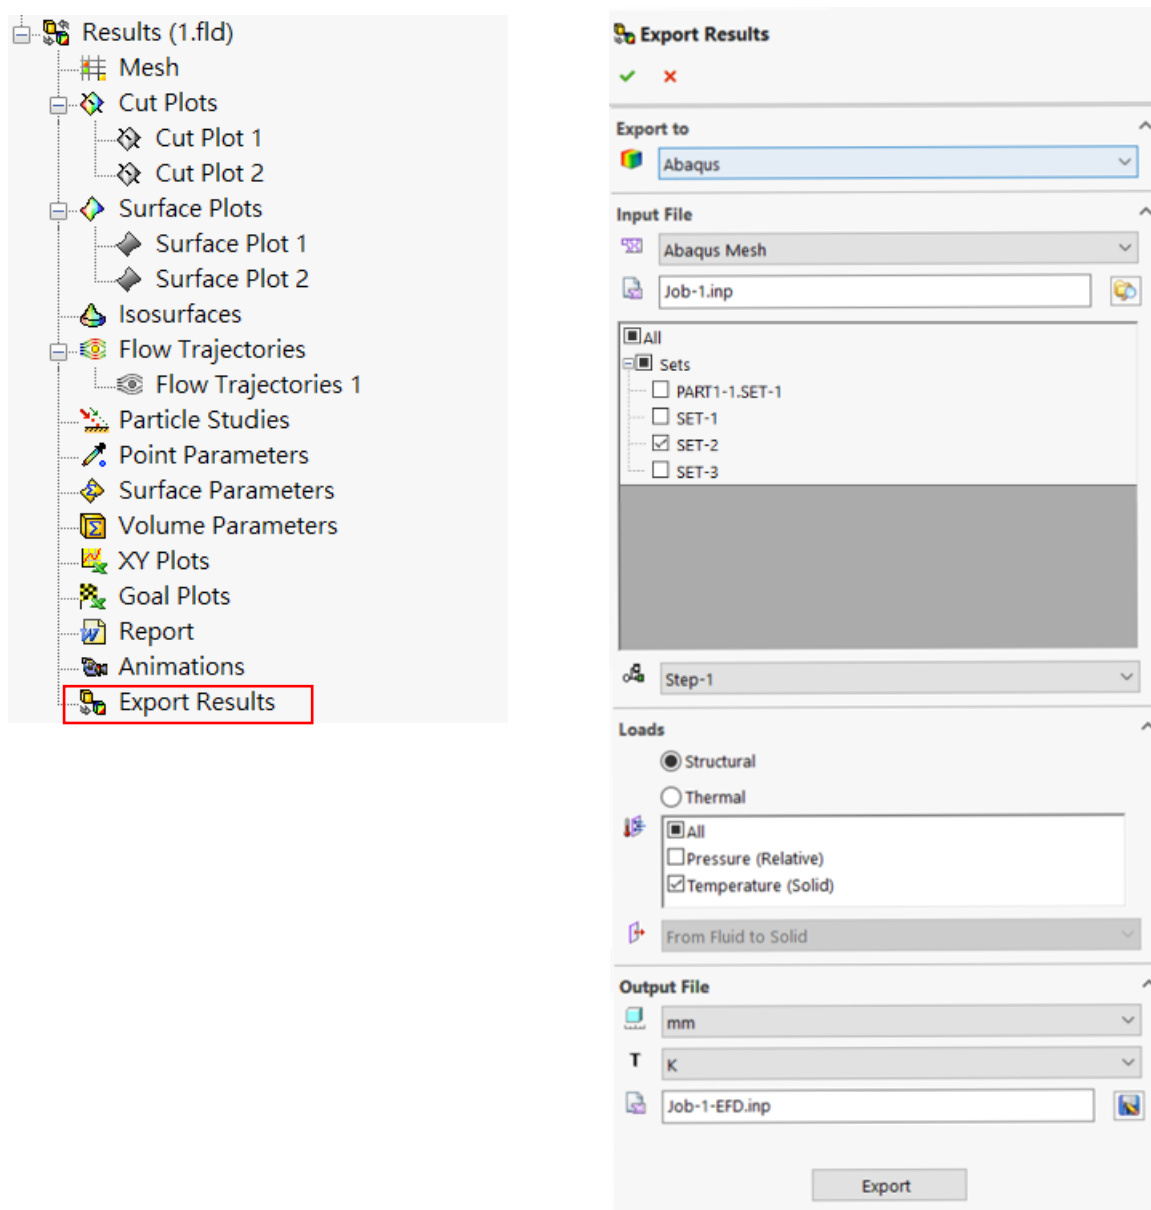 Results (1.fld)
Mesh
Cut Plots
Cut Plot 1
Cut Plot 2
Surface Plots
Surface Plot 1
Surface Plot 2
Isosurfaces
Flow Trajectories
Flow Trajectories 1
Particle Studies
Point Parameters
Surface Parameters
Volume Parameters
XY Plots
Goal Plots
Report
Animations
Export Results
Export Results
Export to
Abaqus
Input File
Abaqus Mesh
Job-1.inp
All
Sets
PART1-1.SET-1
SET-1
SET-2
SET-3
Step-1
Loads
Structural
Thermal
All
Pressure (Relative)
Temperature (Solid)
From Fluid to Solid
Output File
mm
T K
Job-1-EFD.inp
Export